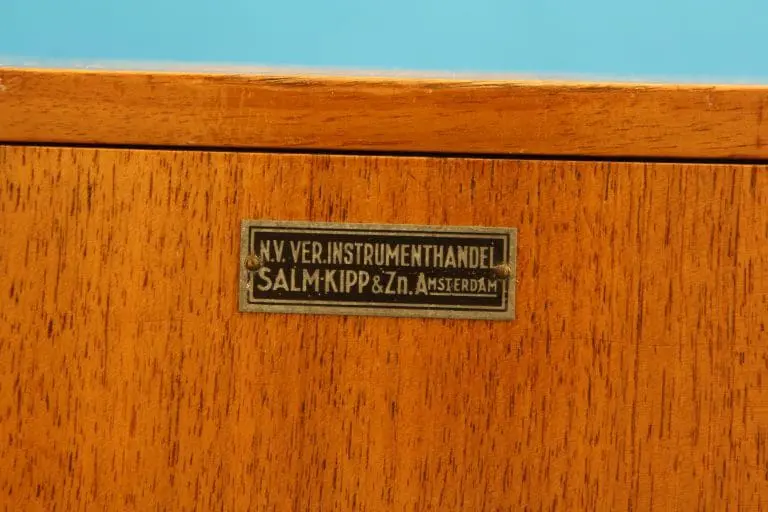 N.V. VER.INSTRUMENTHANDEL
SALM-KIPP & Zn. AMSTERDAM